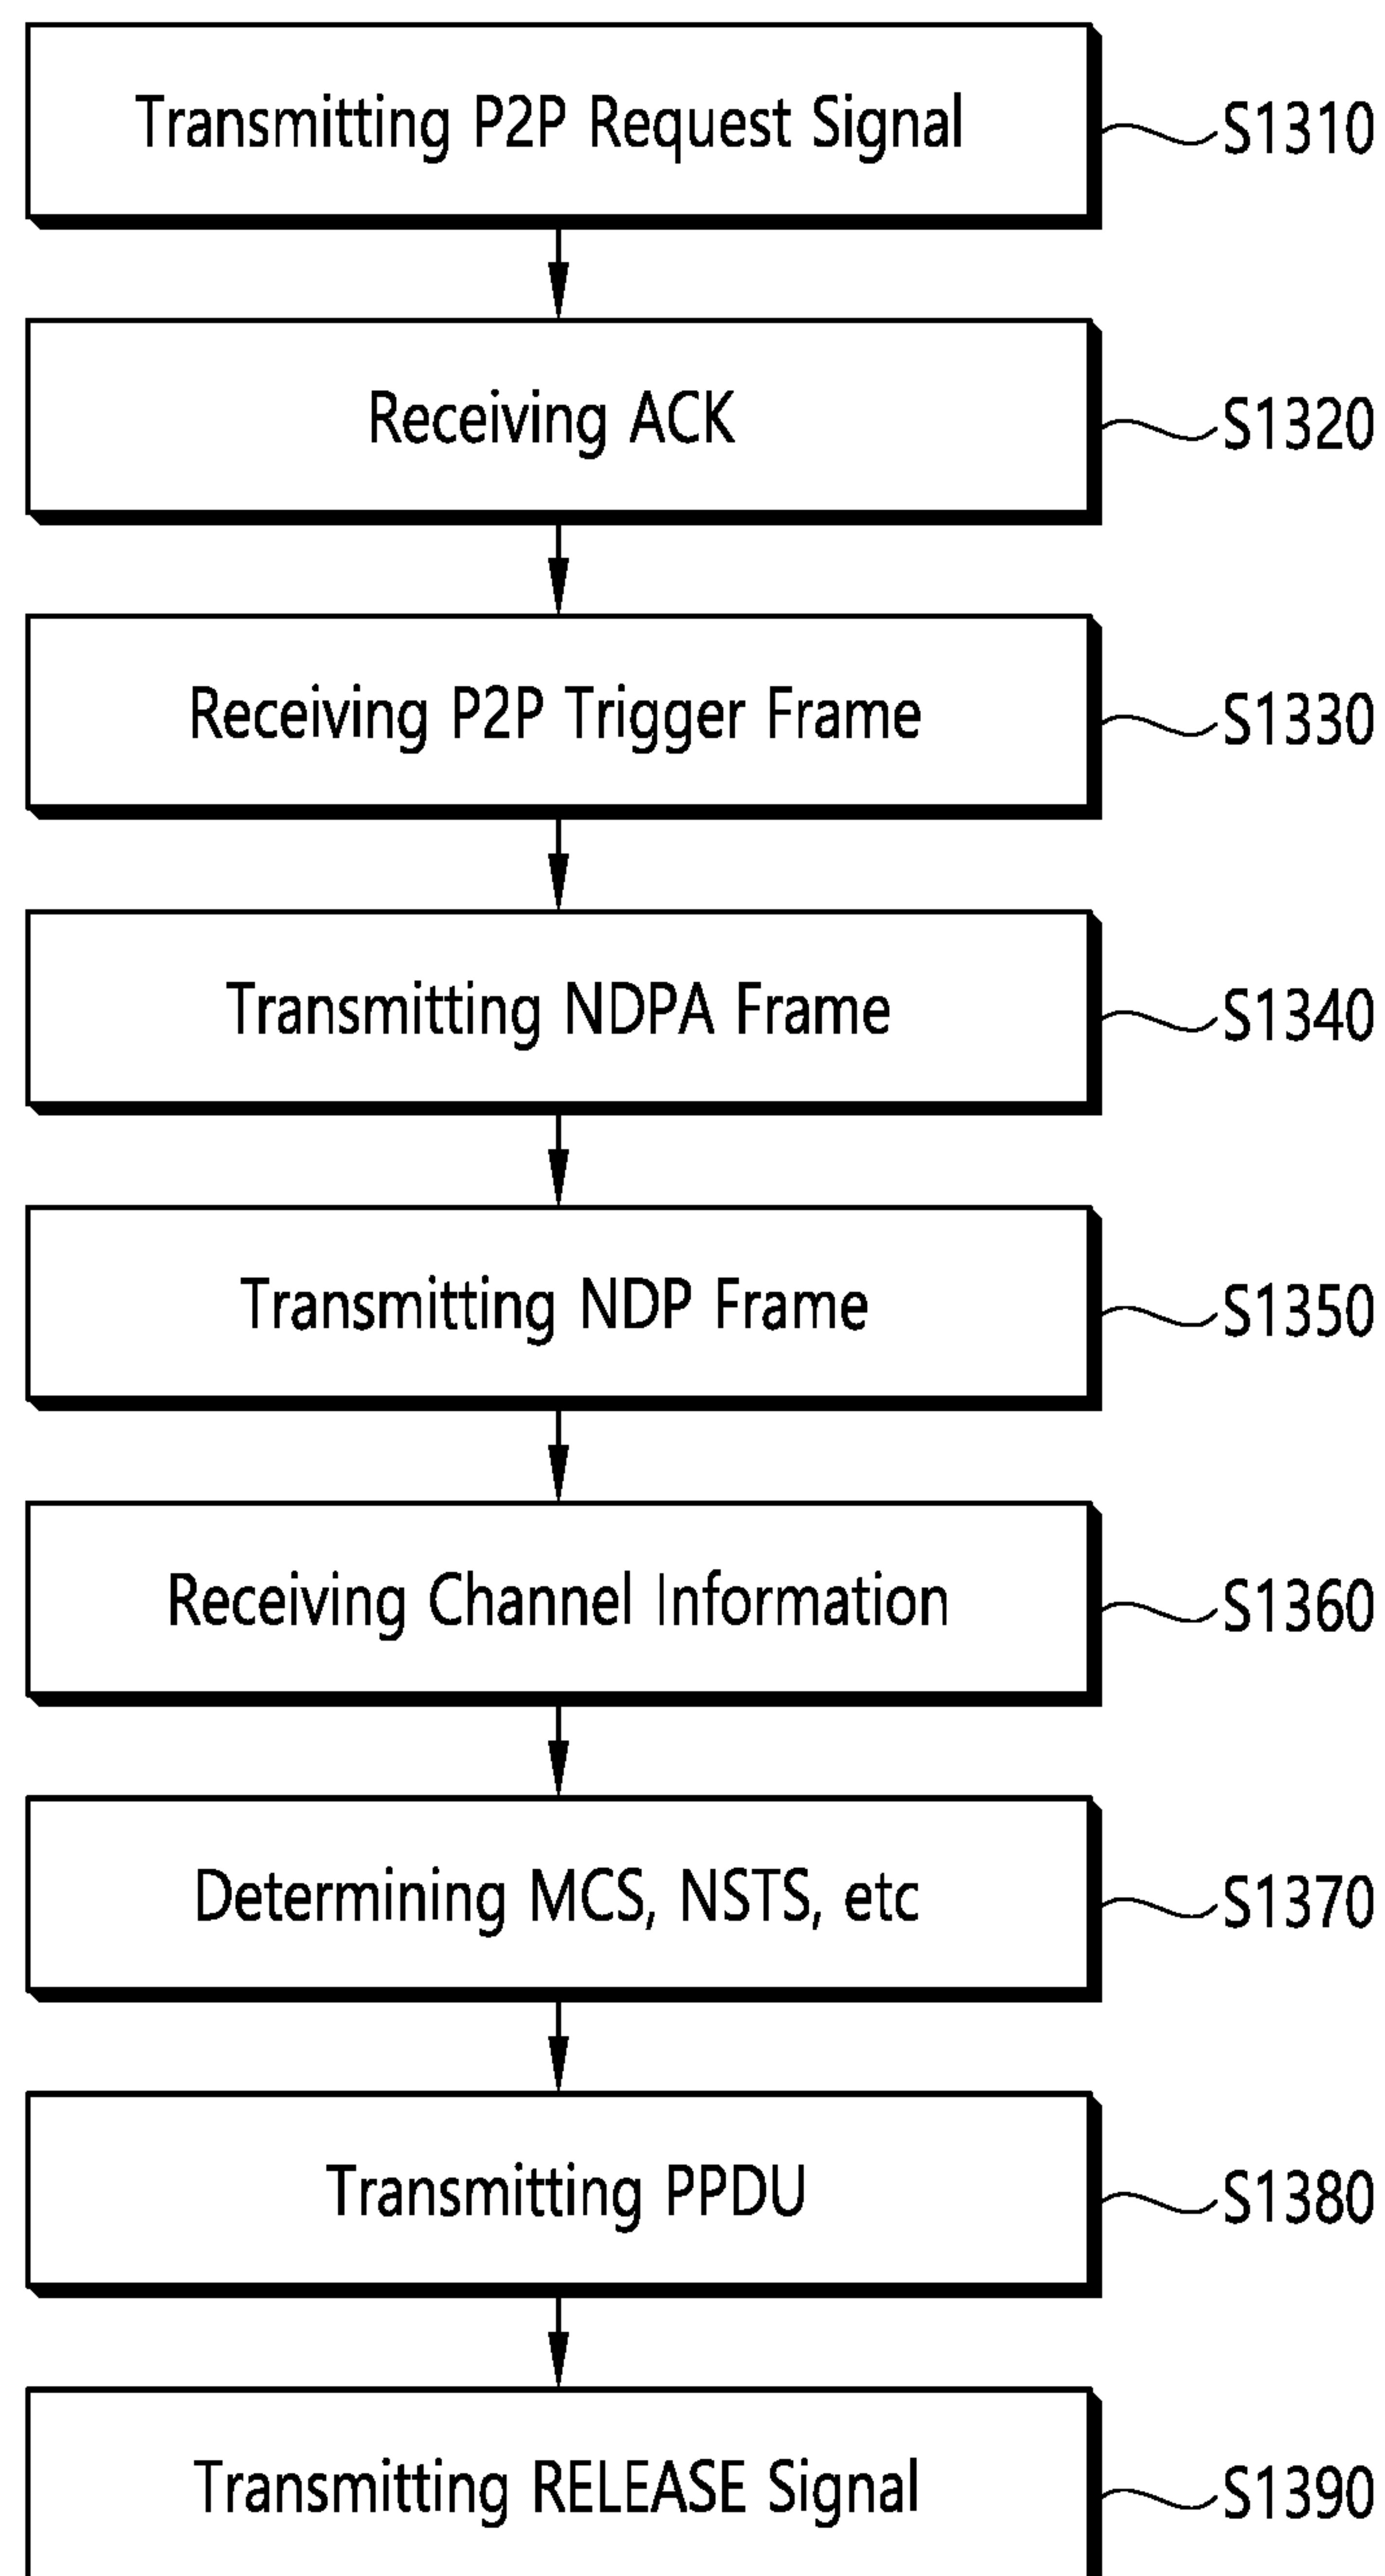 Transmitting P2P Request Signal
S1310
Receiving ACK
S1320
Receiving P2P Trigger Frame
S1330
Transmitting NDPA Frame
S1340
Transmitting NDP Frame
S1350
Receiving Channel Information
S1360
Determining MCS, NSTS, etc
S1370
Transmitting PPDU
S1380
Transmitting RELEASE Signal
S1390